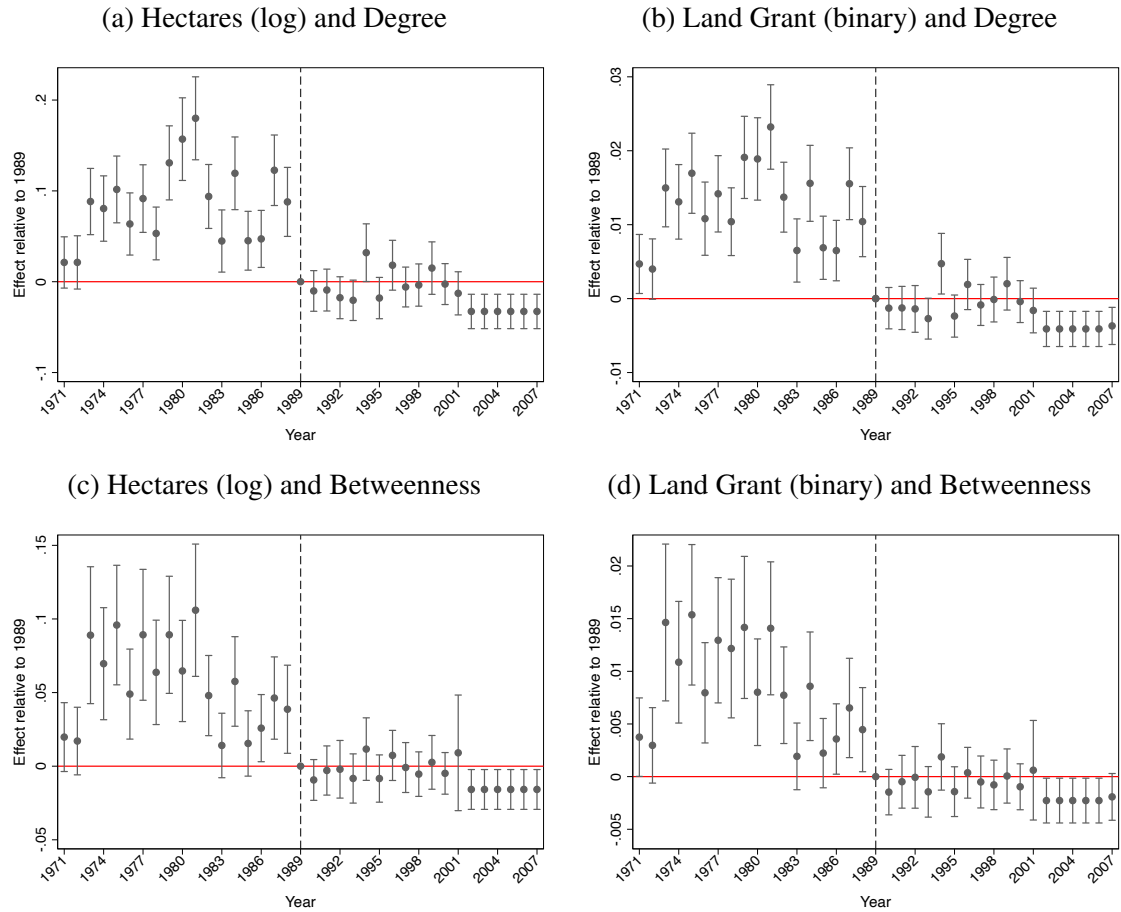 (a) Hectares (log) and Degree
(b) Land Grant (binary) and Degree
Effect relative to 1989
.2
.1
0
-.1
1971 1974 1977 1980 1983 1986 1989 1992 1995 1998 2001 2004 2007
Year
Effect relative to 1989
.03
.02
.01
0
-.01
1971 1974 1977 1980 1983 1986 1989 1992 1995 1998 2001 2004 2007
Year
(c) Hectares (log) and Betweenness
(d) Land Grant (binary) and Betweenness
Effect relative to 1989
.15
.1
.05
0
-.05
1971 1974 1977 1980 1983 1986 1989 1992 1995 1998 2001 2004 2007
Year
Effect relative to 1989
.02
.015
.01
.005
0
-.005
1971 1974 1977 1980 1983 1986 1989 1992 1995 1998 2001 2004 2007
Year